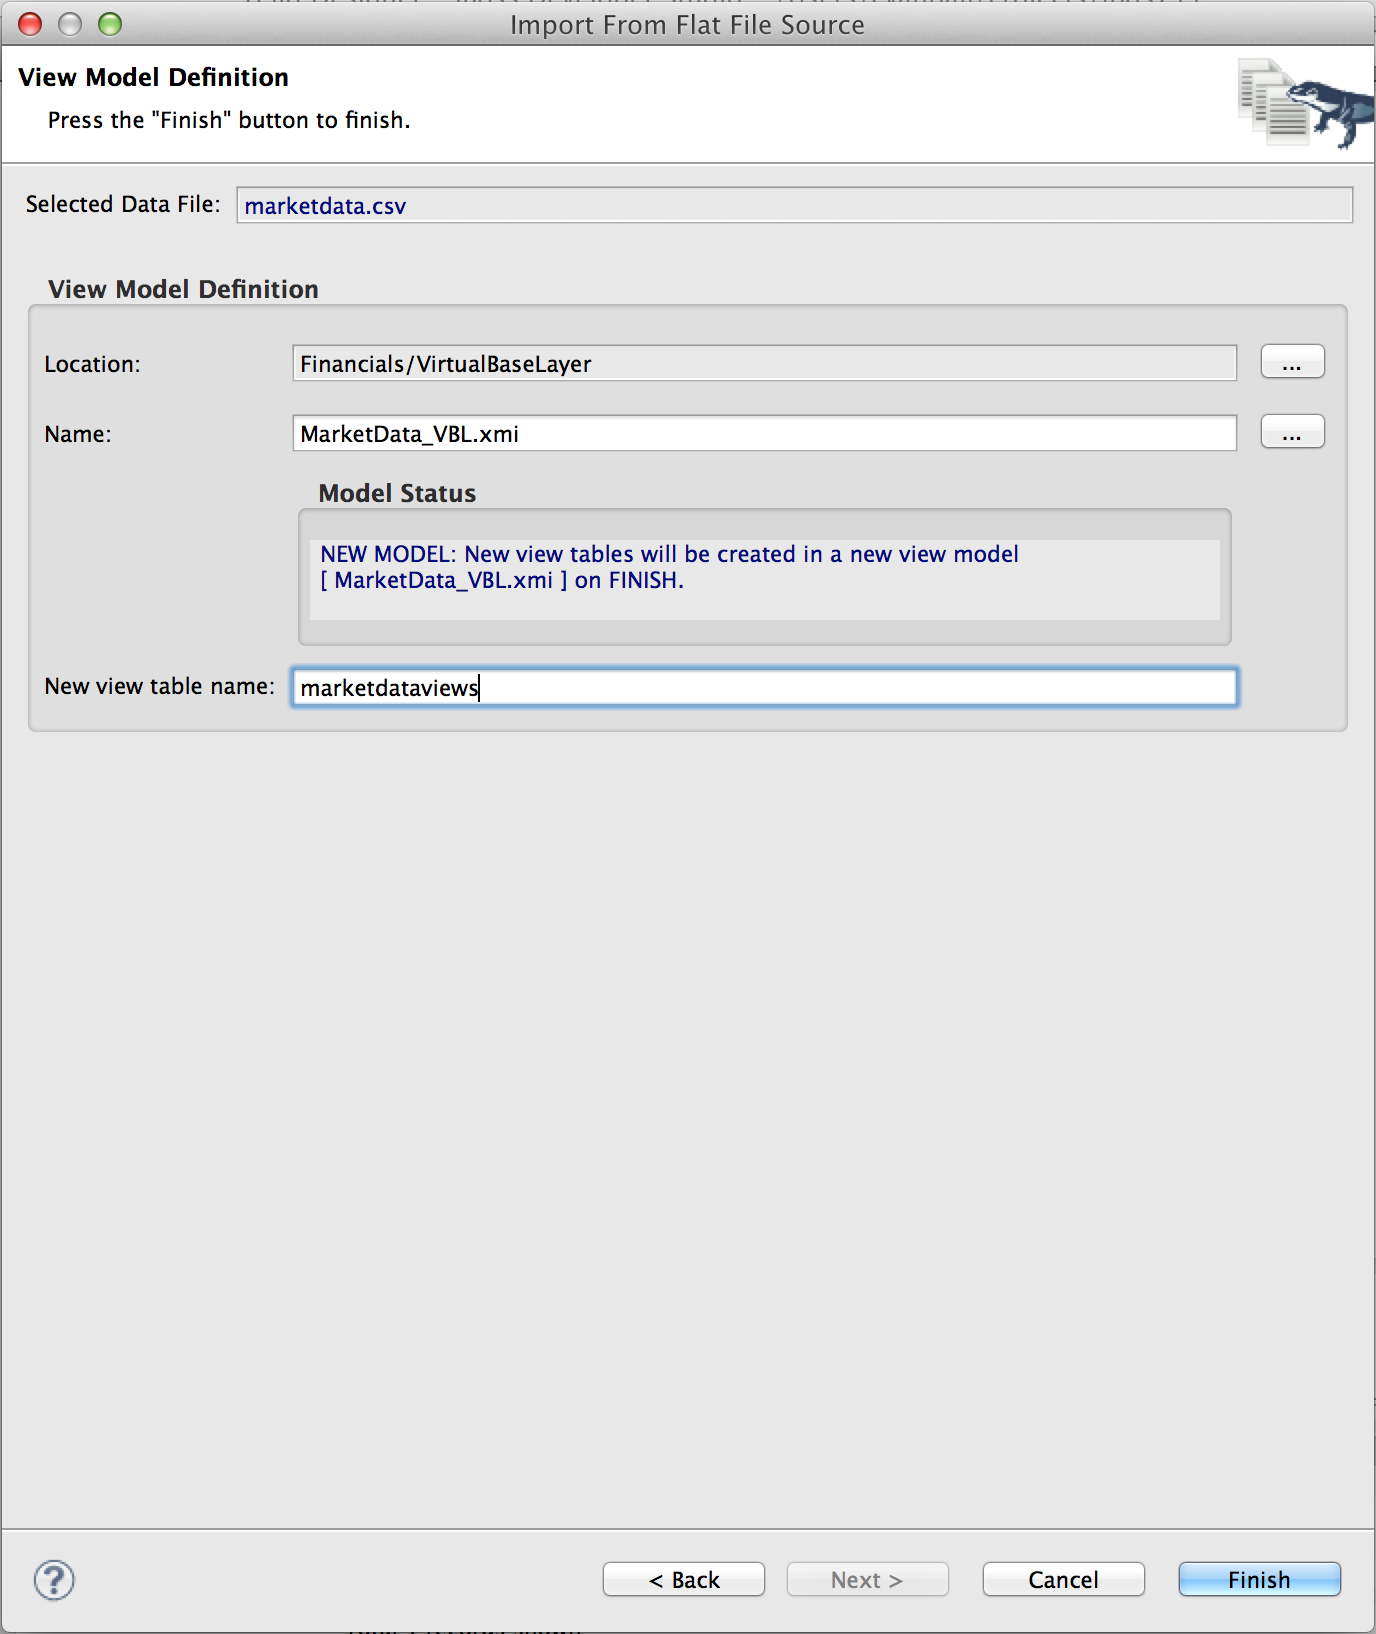 Import From Flat File Source
View Model Definition
Press the "Finish" button to finish.
Selected Data File: marketdata.csv
View Model Definition
Location: Financials/VirtualBaseLayer ...
Name: MarketData_VBL.xmi ...
Model Status
NEW MODEL: New view tables will be created in a new view model
[ MarketData_VBL.xmi ] on FINISH.
New view table name: marketdataviews
? < Back Next > Cancel Finish